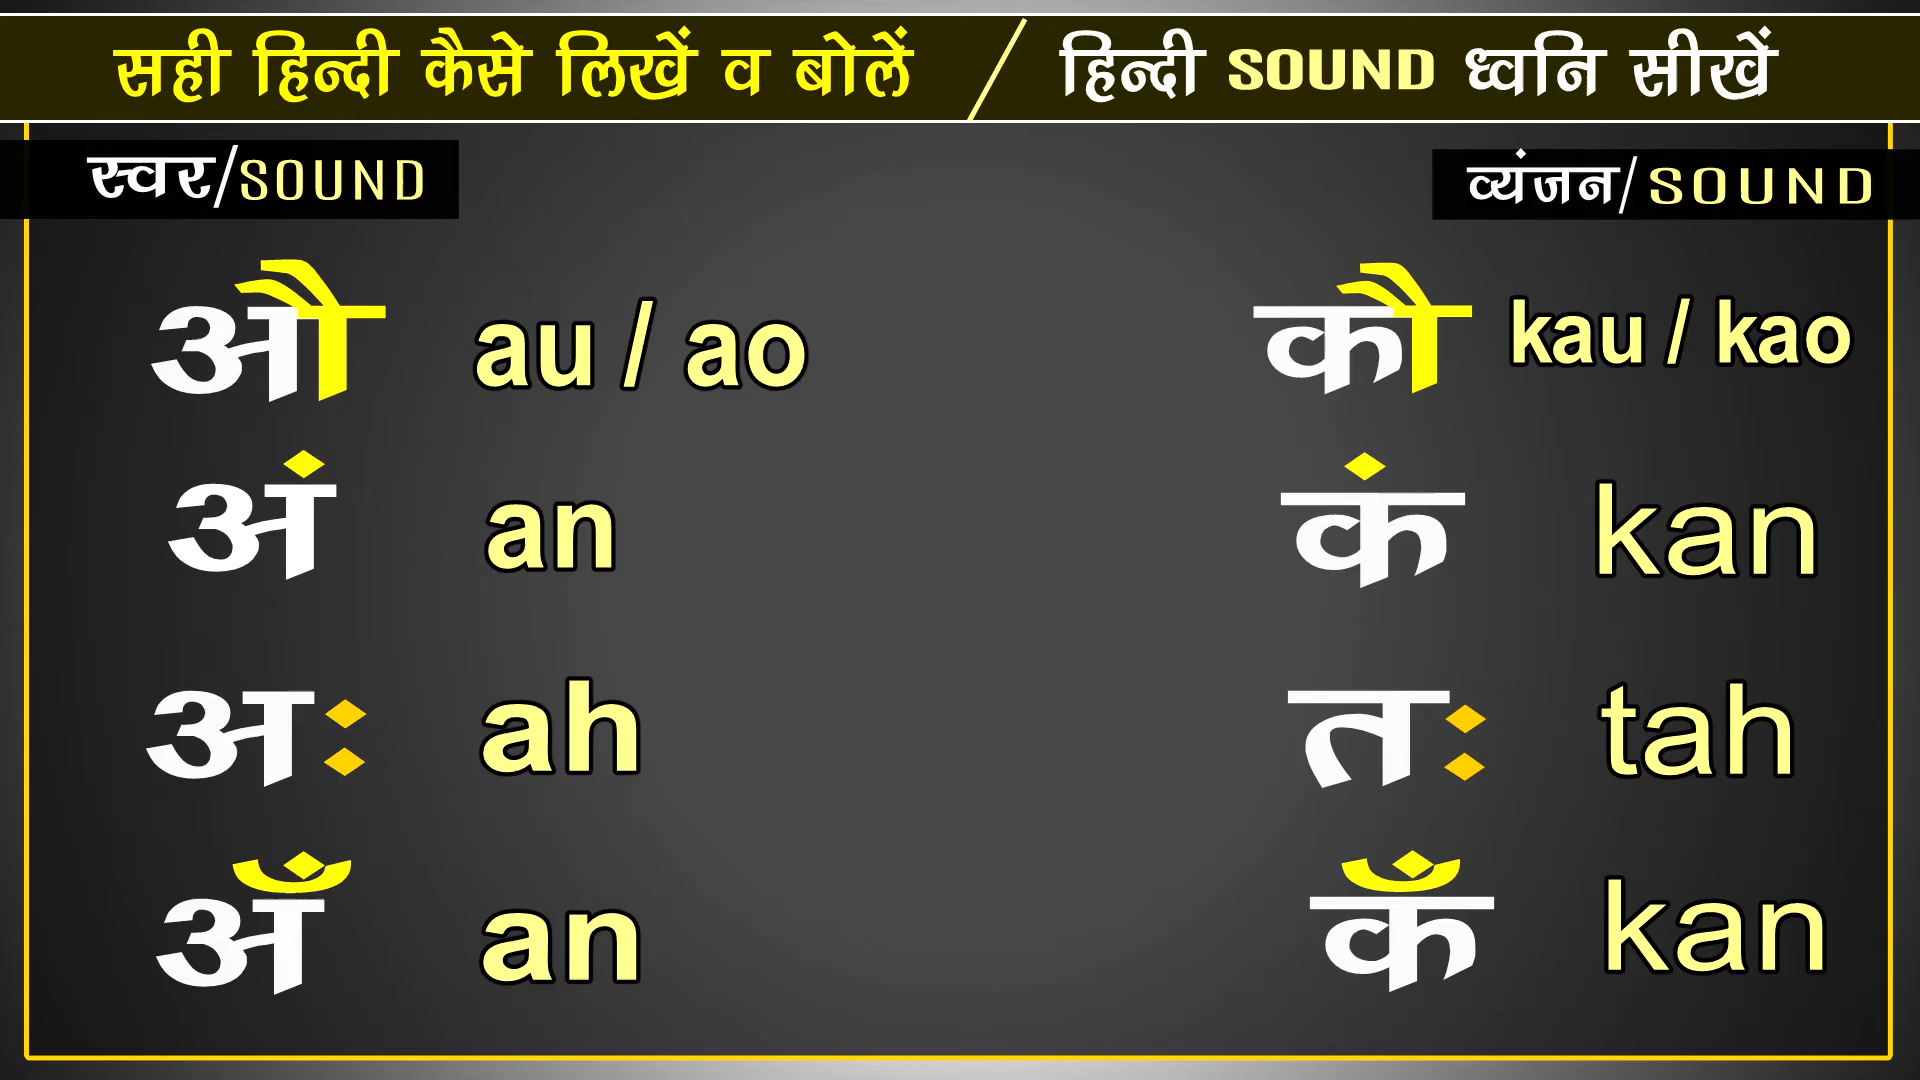 सही हिन्दी कैसे लिखें व बोलें / हिन्दी SOUND ध्वनि सीखें
स्वर/SOUND व्यंजन/SOUND
औ au / ao कौ kau / kao
अं an कं kan
अः ah तः tah
अँ an कँ kan